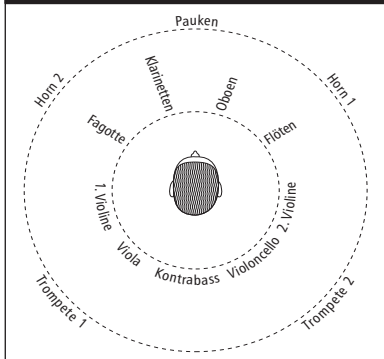 Pauken
Klarinetten
Oboen
Horn 2
Horn 1
Fagotte
Flöten
1. Violine
2. Violine
Viola
Violoncello
Kontrabass
Trompete 1
Trompete 2